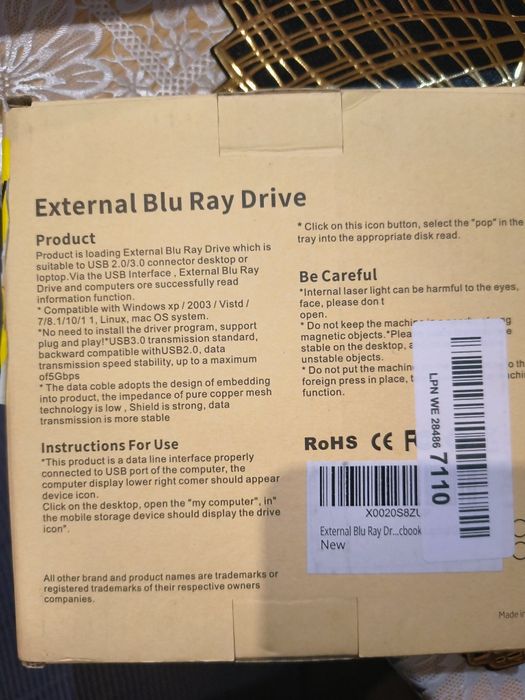 External Blu Ray Drive
Product
Product is loading External Blu Ray Drive which is
suitable to USB 2.0/3.0 connector desktop or
loptop.Via the USB Interface , External Blu Ray
Drive and computers ore successfully read
information function.
* Compatible with Windows xp / 2003 / Vistd /
7/8.1/10/1 1, Linux, mac OS system.
*No need to install the driver program, support
plug and play!*USB3.0 transmission standard,
backward compatible withUSB2.0, data
transmission speed stability, up to a maximum
of5Gbps
*The data coble adopts the design of embedding
into product, the impedance of pure copper mesh
technology is low , Shield is strong, data
transmission is more stable
Instructions For Use
*This product is a data line interface properly
connected to USB port of the computer, the
computer display lower right comer should appear
device icon.
Click on the desktop, open the "my computer", in"
the mobile storage device should display the drive
icon".
All other brand and product names are trademarks or
registered trademarks of their respective owners
companies.
* Click on this icon button, select the "pop" in the
tray into the appropriate disk read.
Be Careful
*Internal laser light can be harmful to the eyes,
face, please don t
open.
* Do not keep the
magnetic objects.
stable on the desktop,
unstable objects.
* Do not put the
foreign press in place,
function.
RoHS CE
X0020S8ZU
External Blu Ray Dr...cbook
New
LPN WE 28486 7110
Made in